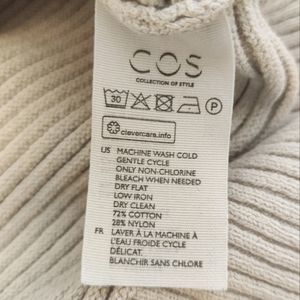 COS
COLLECTION OF STYLE
30 P
clevercare.info
US MACHINE WASH COLD
GENTLE CYCLE
ONLY NON-CHLORINE
BLEACH WHEN NEEDED
DRY FLAT
LOW IRON
DRY CLEAN
72% COTTON
28% NYLON
FR LAVER À LA MACHINE À
L'EAU FROIDE CYCLE
DÉLICAT.
BLANCHIR SANS CHLORE